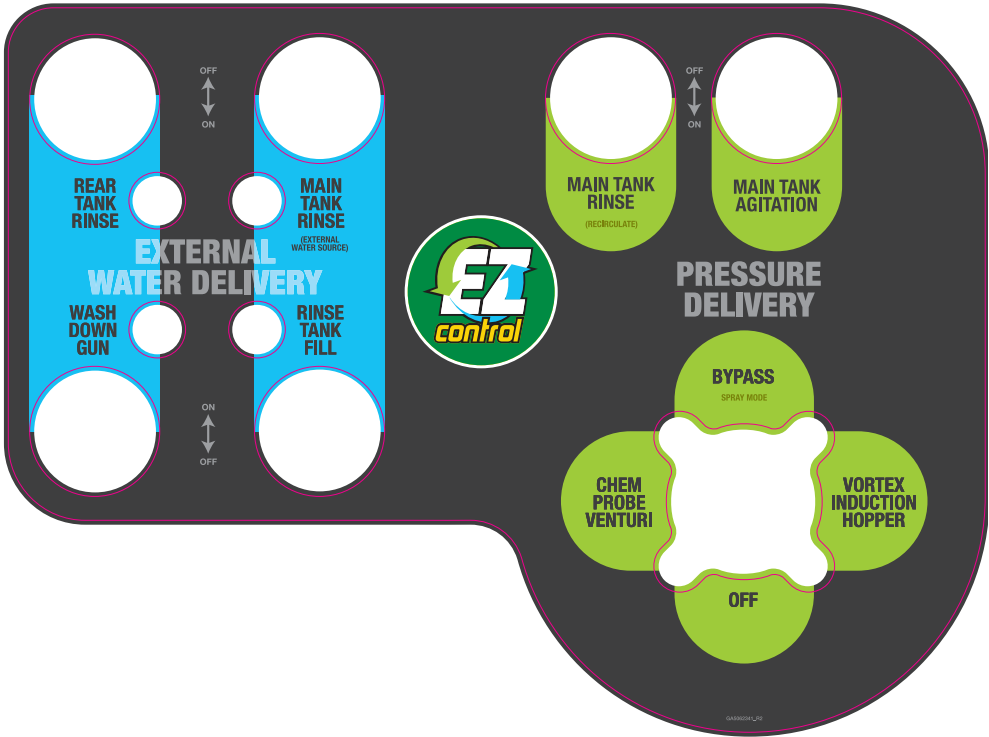 OFF
ON
OFF
ON
REAR
TANK
RINSE
MAIN
TANK
RINSE
(EXTERNAL
WATER SOURCE)
EXTERNAL
WATER DELIVERY
WASH
DOWN
GUN
RINSE
TANK
FILL
ON
OFF
EZ
control
MAIN TANK
RINSE
(RECIRCULATE)
MAIN TANK
AGITATION
PRESSURE
DELIVERY
BYPASS
SPRAY MODE
CHEM
PROBE
VENTURI
VORTEX
INDUCTION
HOPPER
OFF